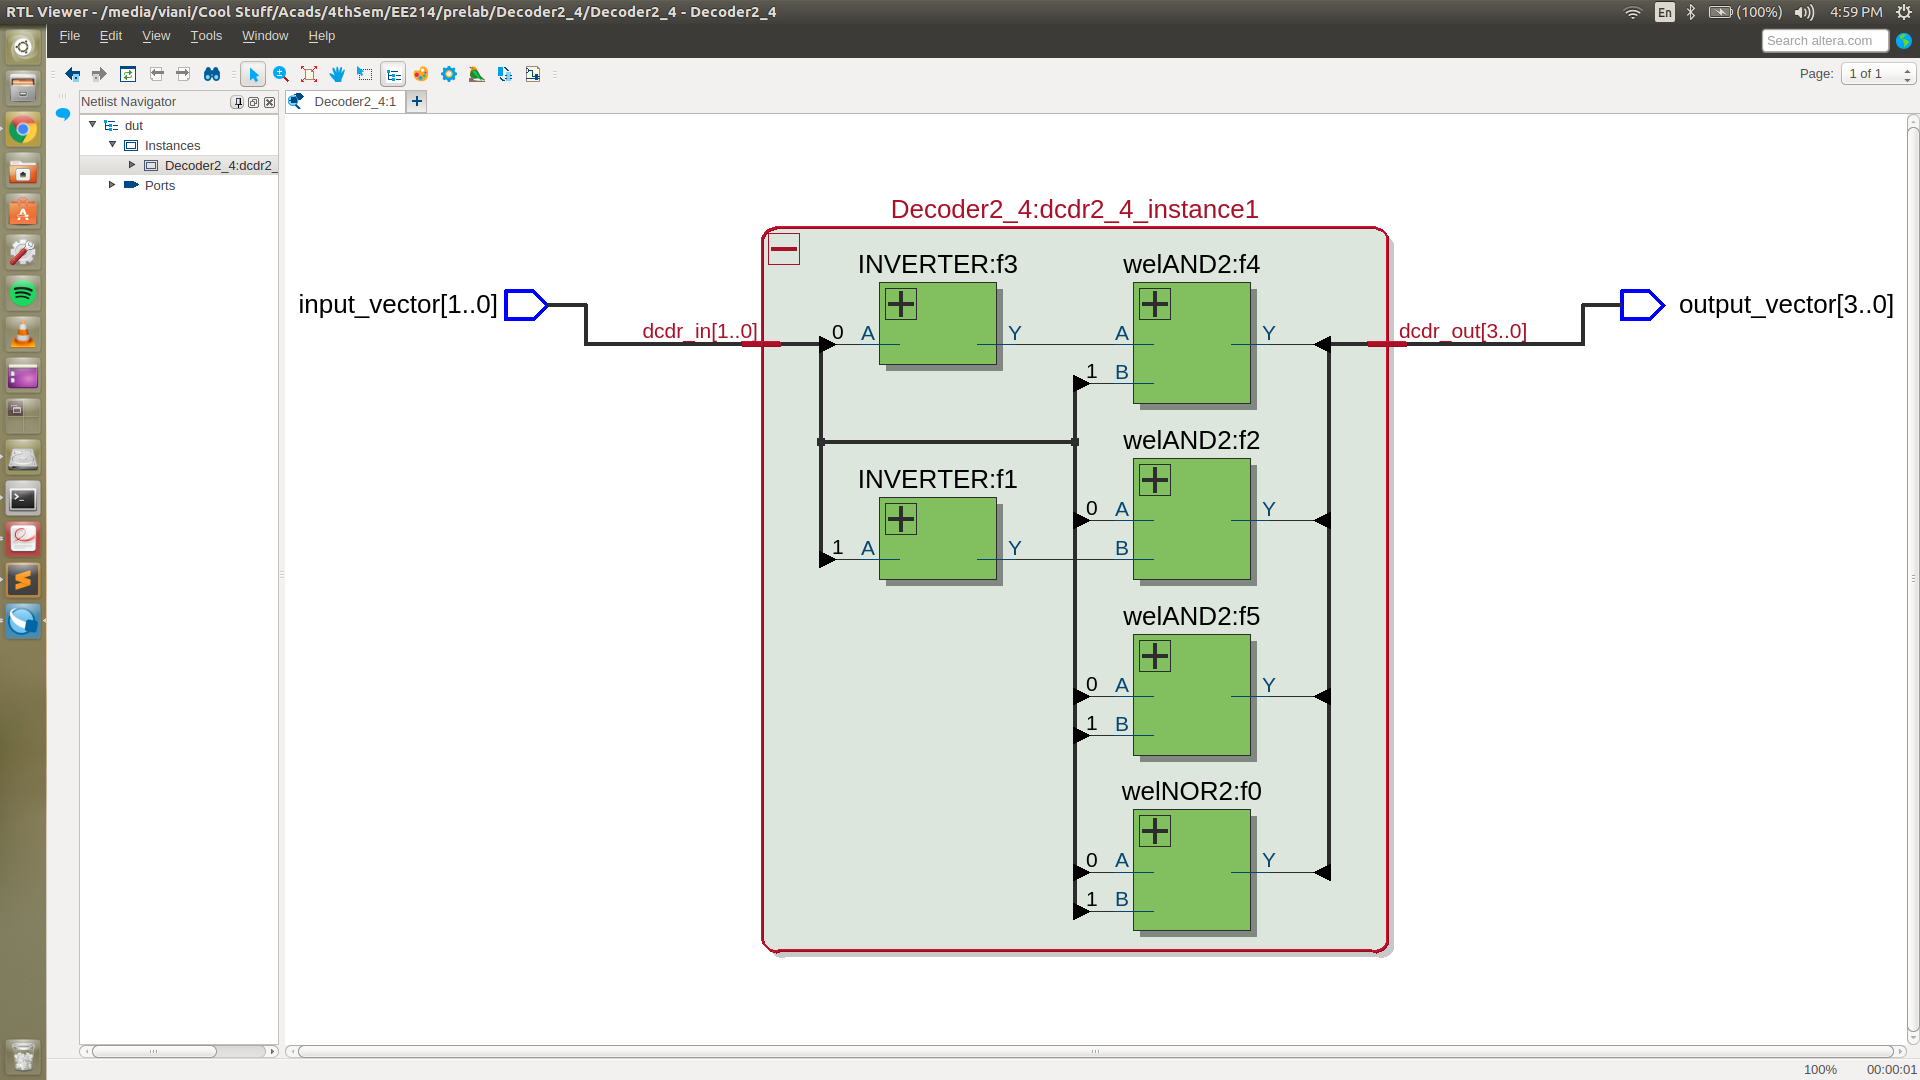 RTL Viewer - /media/viani/Cool Stuff/Acads/4thSem/EE214/prelab/Decoder2_4/Decoder2_4 - Decoder2_4
En
(100%)
4:59 PM
File Edit View Tools Window Help
Search altera.com
Page: 1 of 1
Netlist Navigator
Decoder2_4:1
dut
Instances
Decoder2_4:dcdr2_
Ports
Decoder2_4:dcdr2_4_instance1
INVERTER:f3
welAND2:f4
input_vector[1..0]
output_vector[3..0]
dcdr_in[1..0]
0 A Y A Y
dcdr_out[3..0]
1 B
welAND2:f2
INVERTER:f1
0 A Y
1 A Y B
welAND2:f5
0 A Y
1 B
welNOR2:f0
0 A Y
1 B
100%
00:00:01